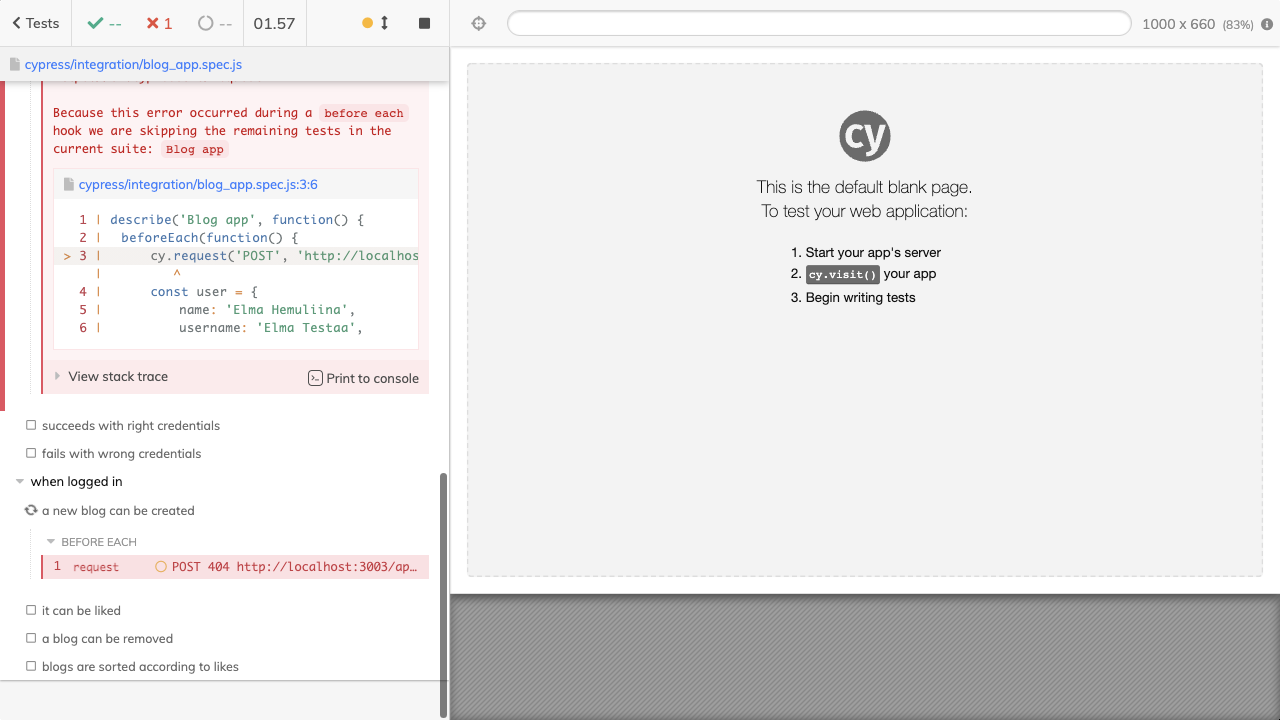 Tests
--
1
--
01.57
1000 x 660 (83%)
cypress/integration/blog_app.spec.js
Because this error occurred during a before each
hook we are skipping the remaining tests in the
current suite: Blog app
cypress/integration/blog_app.spec.js:3:6
1 | describe('Blog app', function() {
2 | beforeEach(function() {
> 3 | cy.request('POST', 'http://localhos
| ^
4 | const user = {
5 | name: 'Elma Hemuliina',
6 | username: 'Elma Testaa',
View stack trace
Print to console
succeeds with right credentials
fails with wrong credentials
when logged in
a new blog can be created
BEFORE EACH
1 request POST 404 http://localhost:3003/ap…
it can be liked
a blog can be removed
blogs are sorted according to likes
cy
This is the default blank page.
To test your web application:
1. Start your app's server
2. cy.visit() your app
3. Begin writing tests